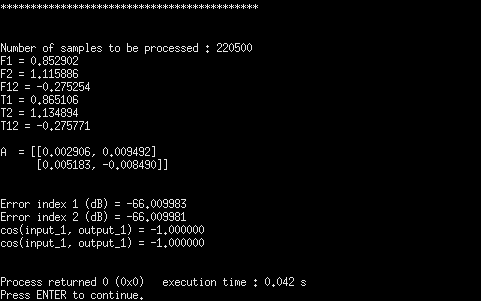 *******************************************
Number of samples to be processed : 220500
F1 = 0.852902
F2 = 1.115886
F12 = -0.275254
T1 = 0.865106
T2 = 1.134894
T12 = -0.275771
A  = [[0.002906, 0.009492]
[0.005183, -0.008490]]
Error index 1 (dB) = -66.009983
Error index 2 (dB) = -66.009981
cos(input_1, output_1) = -1.000000
cos(input_1, output_1) = -1.000000
Process returned 0 (0x0)   execution time : 0.042 s
Press ENTER to continue.